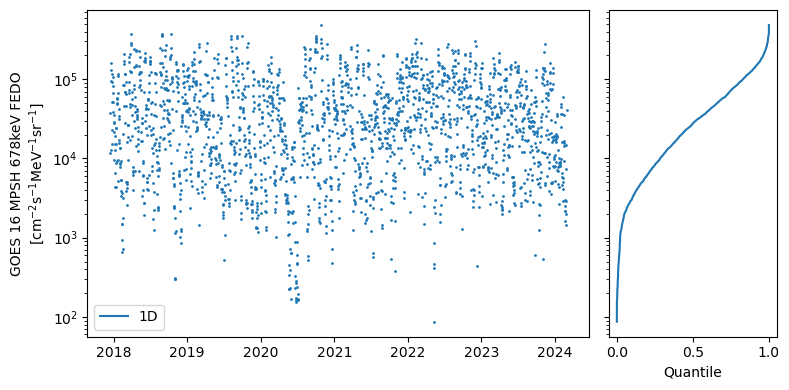 GOES 16 MPSH 678keV FEDO
[cm⁻²s⁻¹MeV⁻¹sr⁻¹]
10⁵
10⁴
10³
10²
1D
2018 2019 2020 2021 2022 2023 2024
0.0 0.5 1.0
Quantile